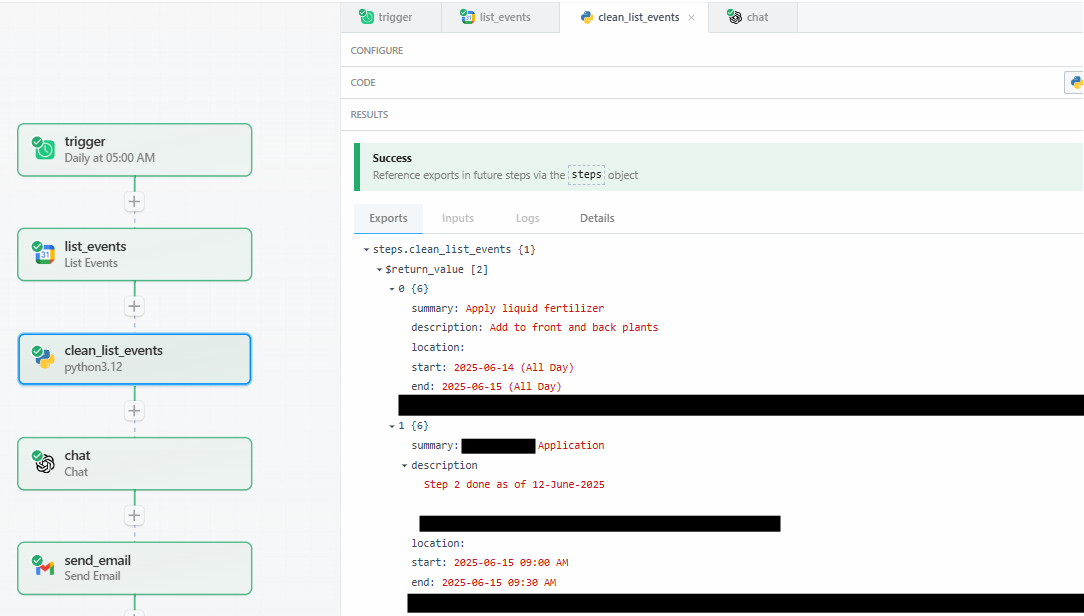 trigger
list_events
clean_list_events ×
chat
CONFIGURE
CODE
RESULTS
trigger
Daily at 05:00 AM
list_events
List Events
clean_list_events
python3.12
chat
Chat
send_email
Send Email
Success
Reference exports in future steps via the steps object
Exports
Inputs
Logs
Details
steps.clean_list_events {1}
$return_value [2]
0 {6}
summary: Apply liquid fertilizer
description: Add to front and back plants
location:
start: 2025-06-14 (All Day)
end: 2025-06-15 (All Day)
1 {6}
summary: Application
description
Step 2 done as of 12-June-2025
location:
start: 2025-06-15 09:00 AM
end: 2025-06-15 09:30 AM